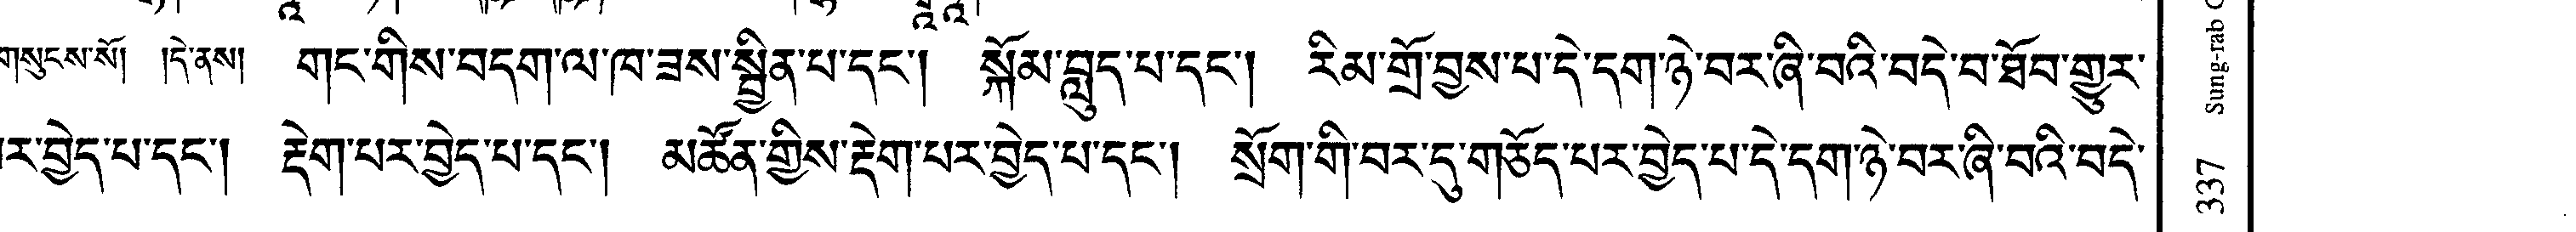 གསུངས་སོ། །དེ་ནས། གང་གིས་བདག་ལ་ཁ་ཟས་སྦྱིན་པ་དང་། སྐོམ་བླུད་པ་དང་། རིམ་གྲོ་བྱས་པ་དེ་དག་ཉེ་བར་ཞི་བའི་བདེ་བ་ཐོབ་གྱུར་
ར་བྱེད་པ་དང་། རྡེག་པར་བྱེད་པ་དང་། མཚོན་གྱིས་རྡེག་པར་བྱེད་པ་དང་། སྲོག་གི་བར་དུ་གཅོད་པར་བྱེད་པ་དེ་དག་ཉེ་བར་ཞི་བའི་བདེ་
Sung-rab
337